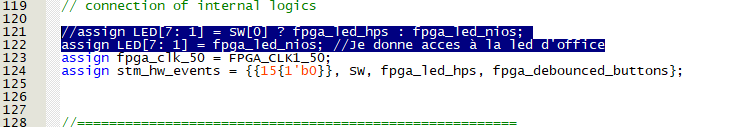 119 // connection of internal logics
120
121 //assign LED[7: 1] = SW[0] ? fpga_led_hps : fpga_led_nios;
122 assign LED[7: 1] = fpga_led_nios; //Je donne acces à la led d'office
123 assign fpga_clk_50 = FPGA_CLK1_50;
124 assign stm_hw_events = {{15{1'b0}}, SW, fpga_led_hps, fpga_debounced_buttons};
125
126
127
128 //=======================================================